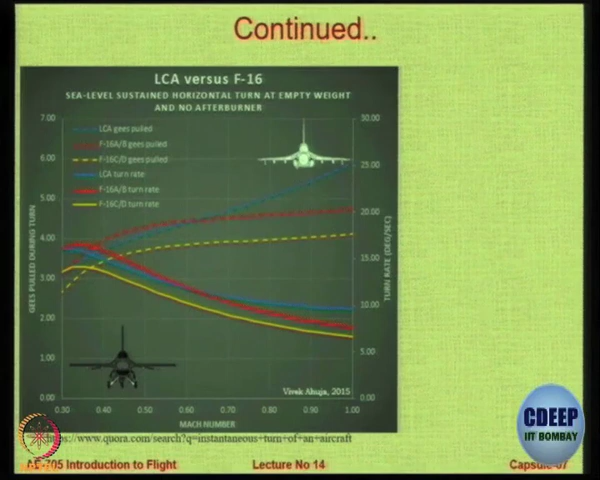 Continued..
LCA versus F-16
SEA-LEVEL SUSTAINED HORIZONTAL TURN AT EMPTY WEIGHT
AND NO AFTERBURNER
7.00
6.00
5.00
4.00
3.00
2.00
1.00
0.00
30.00
25.00
20.00
15.00
10.00
5.00
0.00
LCA gees pulled
F-16A/B gees pulled
F-16C/D gees pulled
LCA turn rate
F-16A/B turn rate
F-16C/D turn rate
GEES PULLED DURING TURN
TURN RATE (DEG/SEC)
Vivek Ahuja, 2015
0.30 0.40 0.50 0.60 0.70 0.80 0.90 1.00
MACH NUMBER
https://www.quora.com/search?q=instantaneous+turn+of+an+aircraft
CDEEP
IIT BOMBAY
AE-705 Introduction to Flight
Lecture No 14
Capsule-07